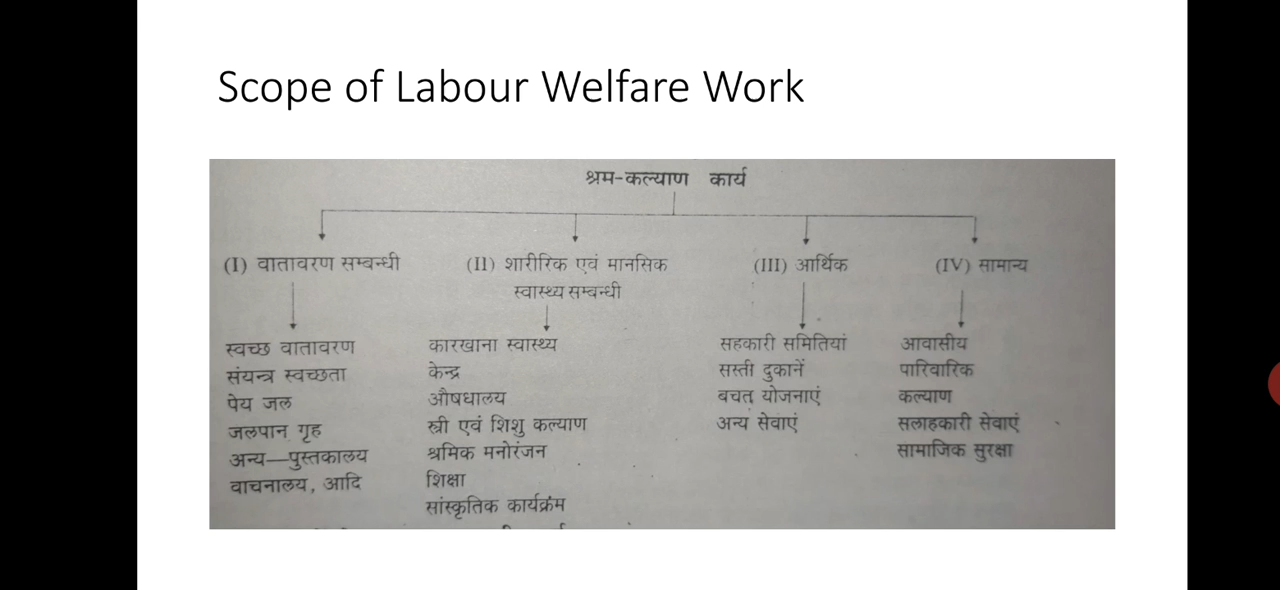 Scope of Labour Welfare Work
श्रम-कल्याण कार्य
(I) वातावरण सम्बन्धी
स्वच्छ वातावरण
संयन्त्र स्वच्छता
पेय जल
जलपान गृह
अन्य—पुस्तकालय
वाचनालय, आदि
(II) शारीरिक एवं मानसिक
स्वास्थ्य सम्बन्धी
कारखाना स्वास्थ्य
केन्द्र
औषधालय
स्त्री एवं शिशु कल्याण
श्रमिक मनोरंजन
शिक्षा
सांस्कृतिक कार्यक्रम
(III) आर्थिक
सहकारी समितियां
सस्ती दुकानें
बचत योजनाएं
अन्य सेवाएं
(IV) सामान्य
आवासीय
पारिवारिक
कल्याण
सलाहकारी सेवाएं
सामाजिक सुरक्षा